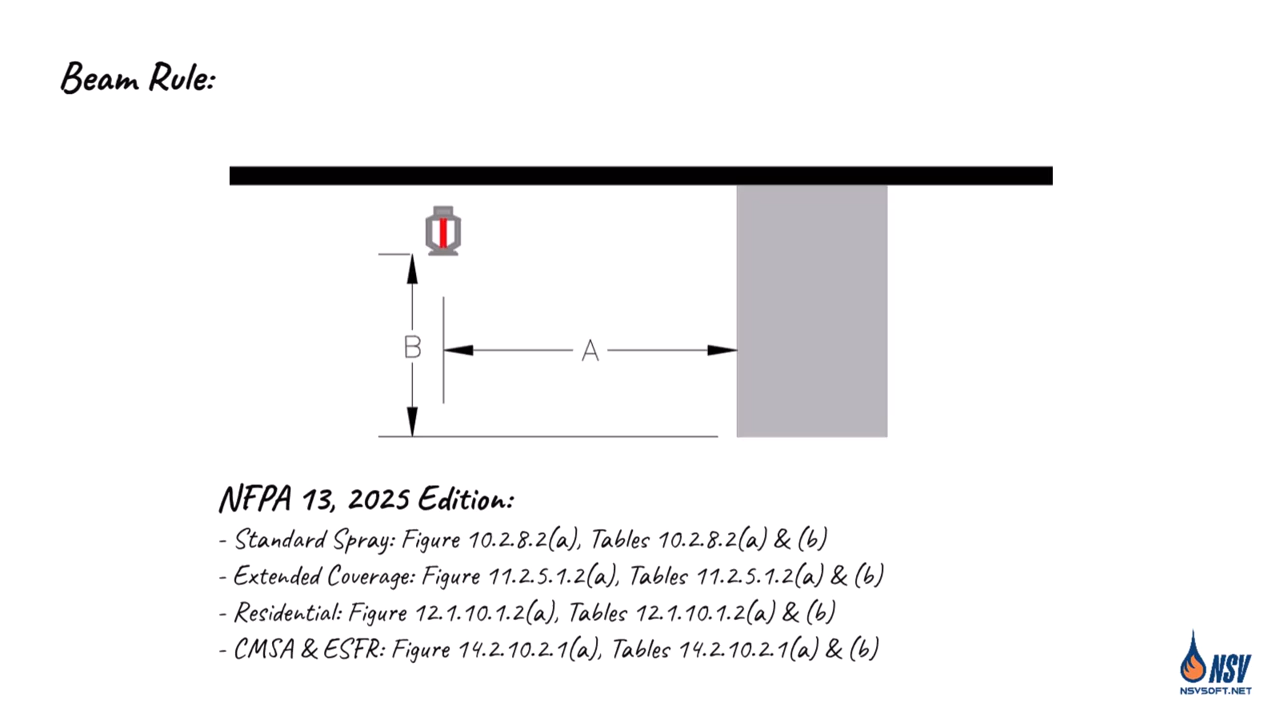 Beam Rule:
B
A
NFPA 13, 2025 Edition:
- Standard Spray: Figure 10.2.8.2(a), Tables 10.2.8.2(a) & (b)
- Extended Coverage: Figure 11.2.5.1.2(a), Tables 11.2.5.1.2(a) & (b)
- Residential: Figure 12.1.10.1.2(a), Tables 12.1.10.1.2(a) & (b)
- CMSA & ESFR: Figure 14.2.10.2.1(a), Tables 14.2.10.2.1(a) & (b)
NSV
NSVSOFT.NET